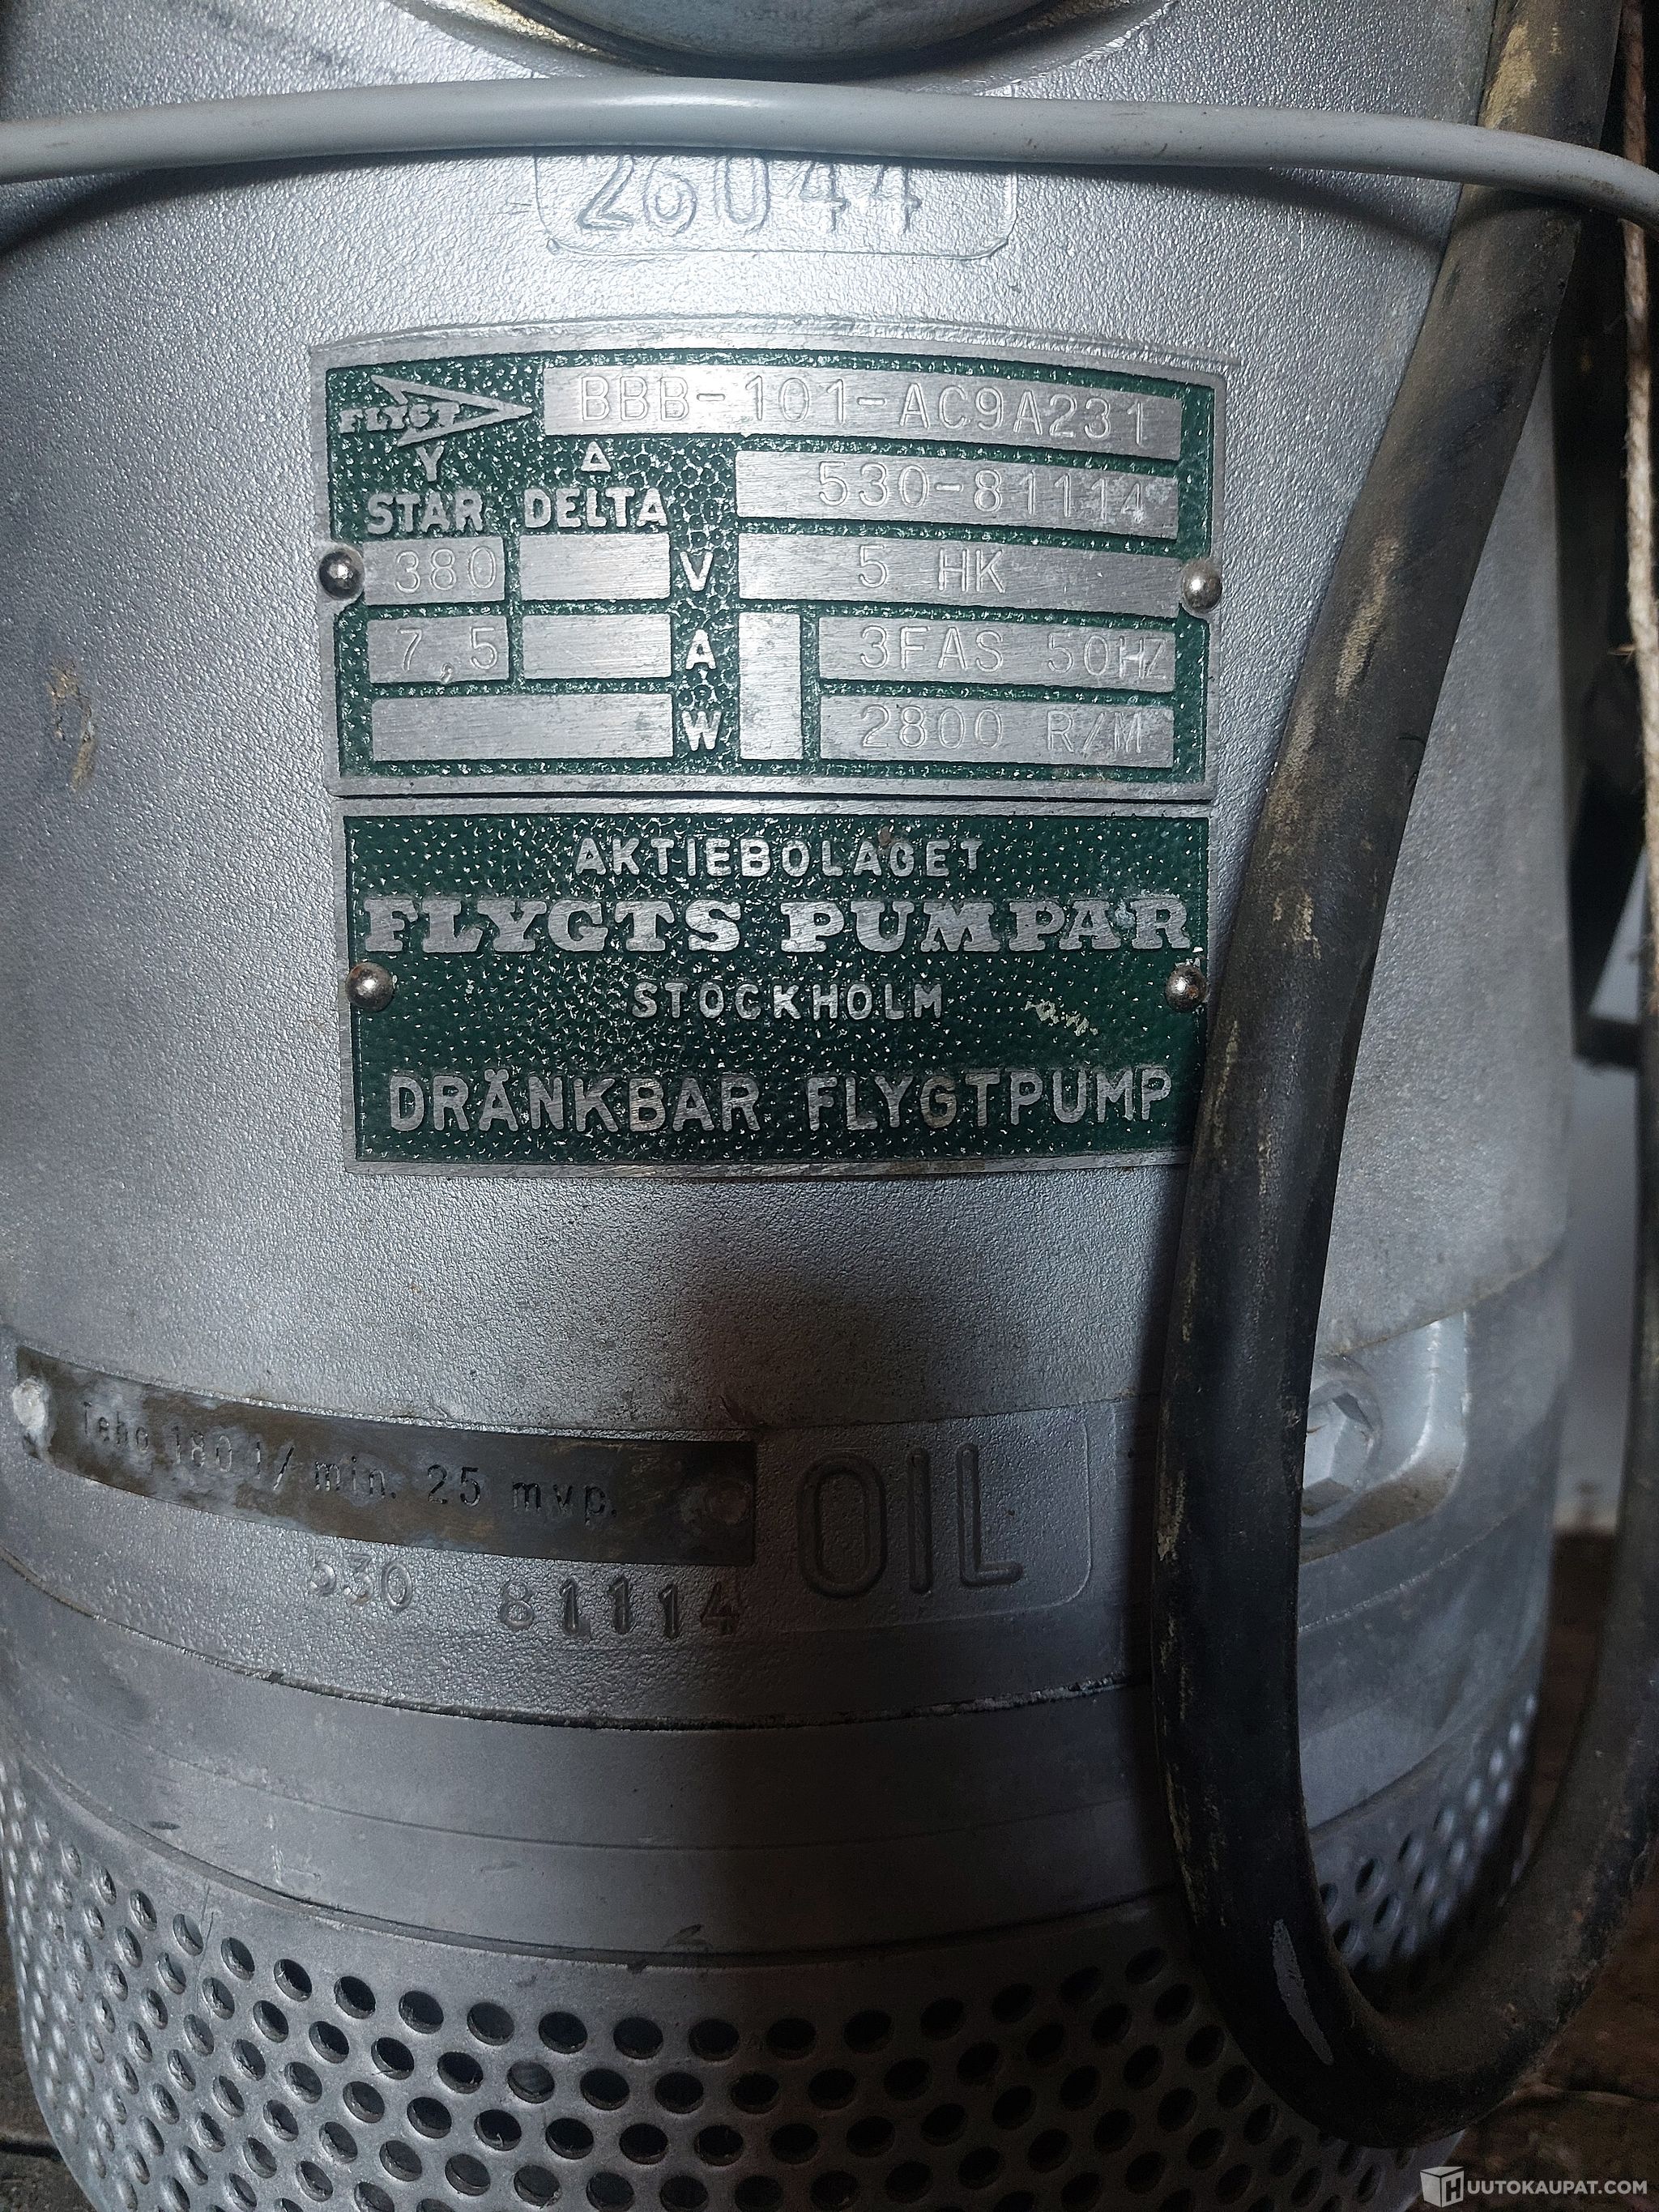 26044
FLYGT BBB-101-AC9A231
Y Δ
STAR DELTA
530-81114
380 V 5 HK
7,5 A 3FAS 50HZ
W 2800 R/M
AKTIEBOLAGET
FLYGTS PUMPAR
STOCKHOLM
DRÄNKBAR FLYGTPUMP
Teho 180 l/ min. 25 mvp.
OIL
530 81114
HUUTOKAUPAT.COM